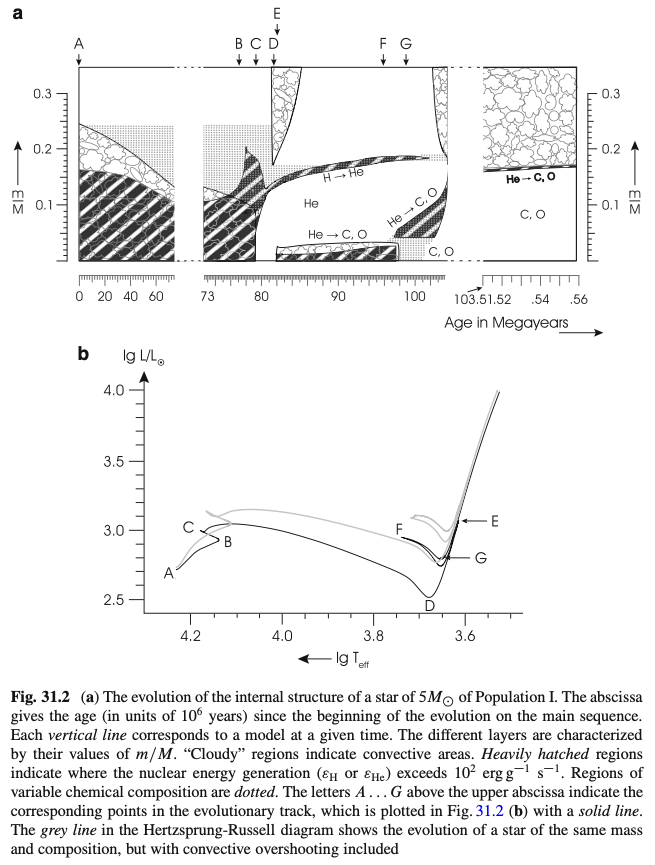 a
E
A B C D F G
0.3 0.3
0.2 0.2
H → He
He → C, O
m/M 0.1 He He → C, O C, O 0.1 m/M
He → C, O
C, O
0 20 40 60 73 80 90 100 103.51 .52 .54 .56
Age in Megayears
b lg L/L☉
4.0
3.5
3.0
2.5
C
B
A
F
E
G
D
4.2 4.0 3.8 3.6
lg Teff
Fig. 31.2 (a) The evolution of the internal structure of a star of 5M☉ of Population I. The abscissa
gives the age (in units of 10⁶ years) since the beginning of the evolution on the main sequence.
Each vertical line corresponds to a model at a given time. The different layers are characterized
by their values of m/M. “Cloudy” regions indicate convective areas. Heavily hatched regions
indicate where the nuclear energy generation (εH or εHe) exceeds 10² erg g⁻¹ s⁻¹. Regions of
variable chemical composition are dotted. The letters A . . . G above the upper abscissa indicate the
corresponding points in the evolutionary track, which is plotted in Fig. 31.2 (b) with a solid line.
The grey line in the Hertzsprung-Russell diagram shows the evolution of a star of the same mass
and composition, but with convective overshooting included